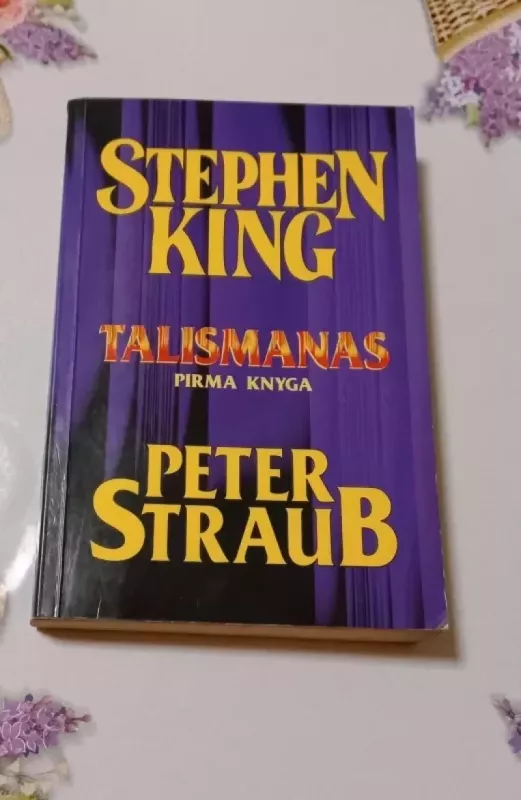 STEPHEN
KING
TALISMANAS
PIRMA KNYGA
PETER
STRAUB